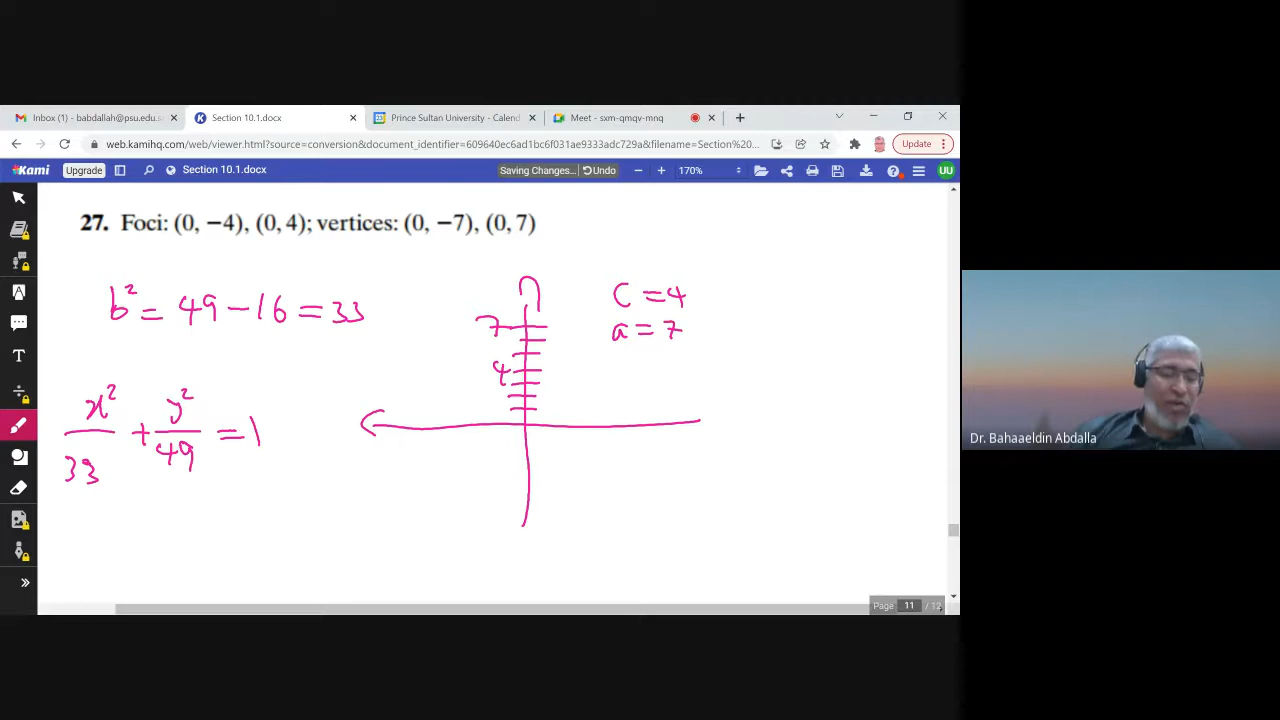 Inbox (1) - babdallah@psu.edu.s
Section 10.1.docx
Prince Sultan University - Calend
Meet - sxm-qmqv-mnq
web.kamihq.com/web/viewer.html?source=conversion&document_identifier=609640ec6ad1bc6f031ae9333adc729a&filename=Section%20...
Update
Kami
Upgrade
Section 10.1.docx
Saving Changes...
Undo
170%
UU
27. Foci: (0, −4), (0, 4); vertices: (0, −7), (0, 7)
b² = 49 − 16 = 33
C = 4
a = 7
7
4
x²/33 + y²/49 = 1
Dr. Bahaaeldin Abdalla
Page 11 / 12